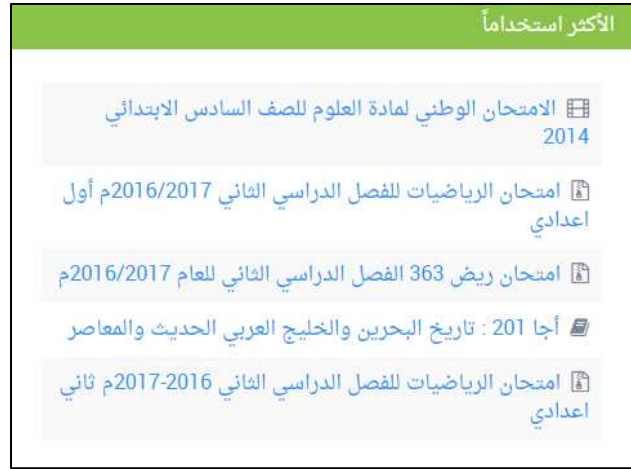 الأكثر استخداماً
الامتحان الوطني لمادة العلوم للصف السادس الابتدائي
2014
امتحان الرياضيات للفصل الدراسي الثاني 2016/2017م أول
اعدادي
امتحان ريض 363 الفصل الدراسي الثاني للعام 2016/2017م
أجا 201 : تاريخ البحرين والخليج العربي الحديث والمعاصر
امتحان الرياضيات للفصل الدراسي الثاني 2016-2017م ثاني
اعدادي